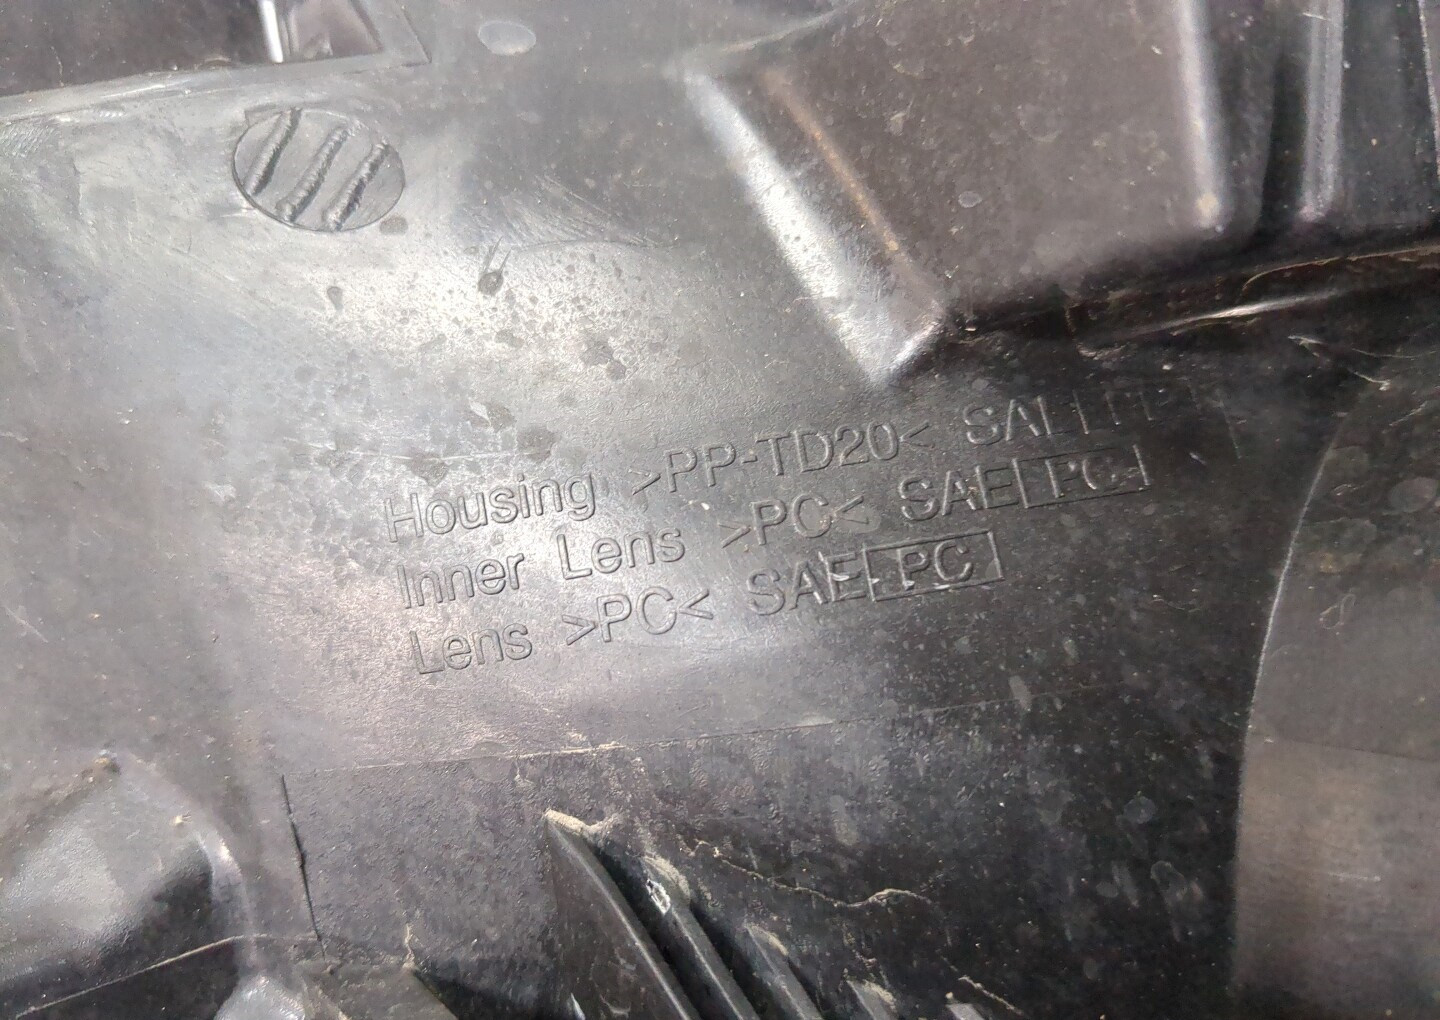 Housing >PP-TD20<
Inner Lens >PC< SAE PC
Lens >PC< SAE PC